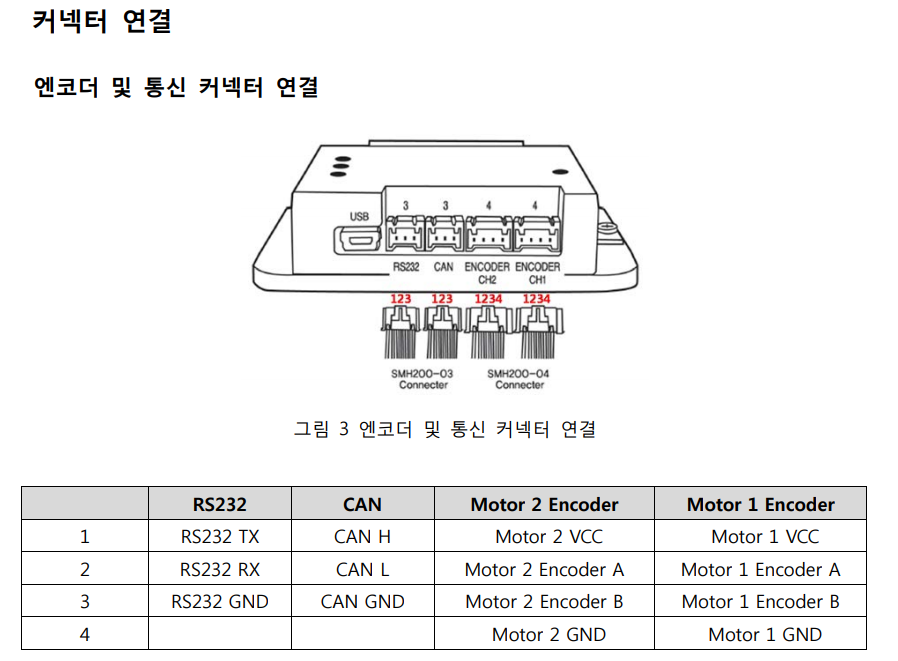 커넥터 연결
엔코더 및 통신 커넥터 연결
3 3 4 4
USB
RS232 CAN ENCODER CH2 ENCODER CH1
123 123 1234 1234
SMH200-03 Connecter SMH200-04 Connecter
그림 3 엔코더 및 통신 커넥터 연결
RS232 CAN Motor 2 Encoder Motor 1 Encoder
1 RS232 TX CAN H Motor 2 VCC Motor 1 VCC
2 RS232 RX CAN L Motor 2 Encoder A Motor 1 Encoder A
3 RS232 GND CAN GND Motor 2 Encoder B Motor 1 Encoder B
4 Motor 2 GND Motor 1 GND